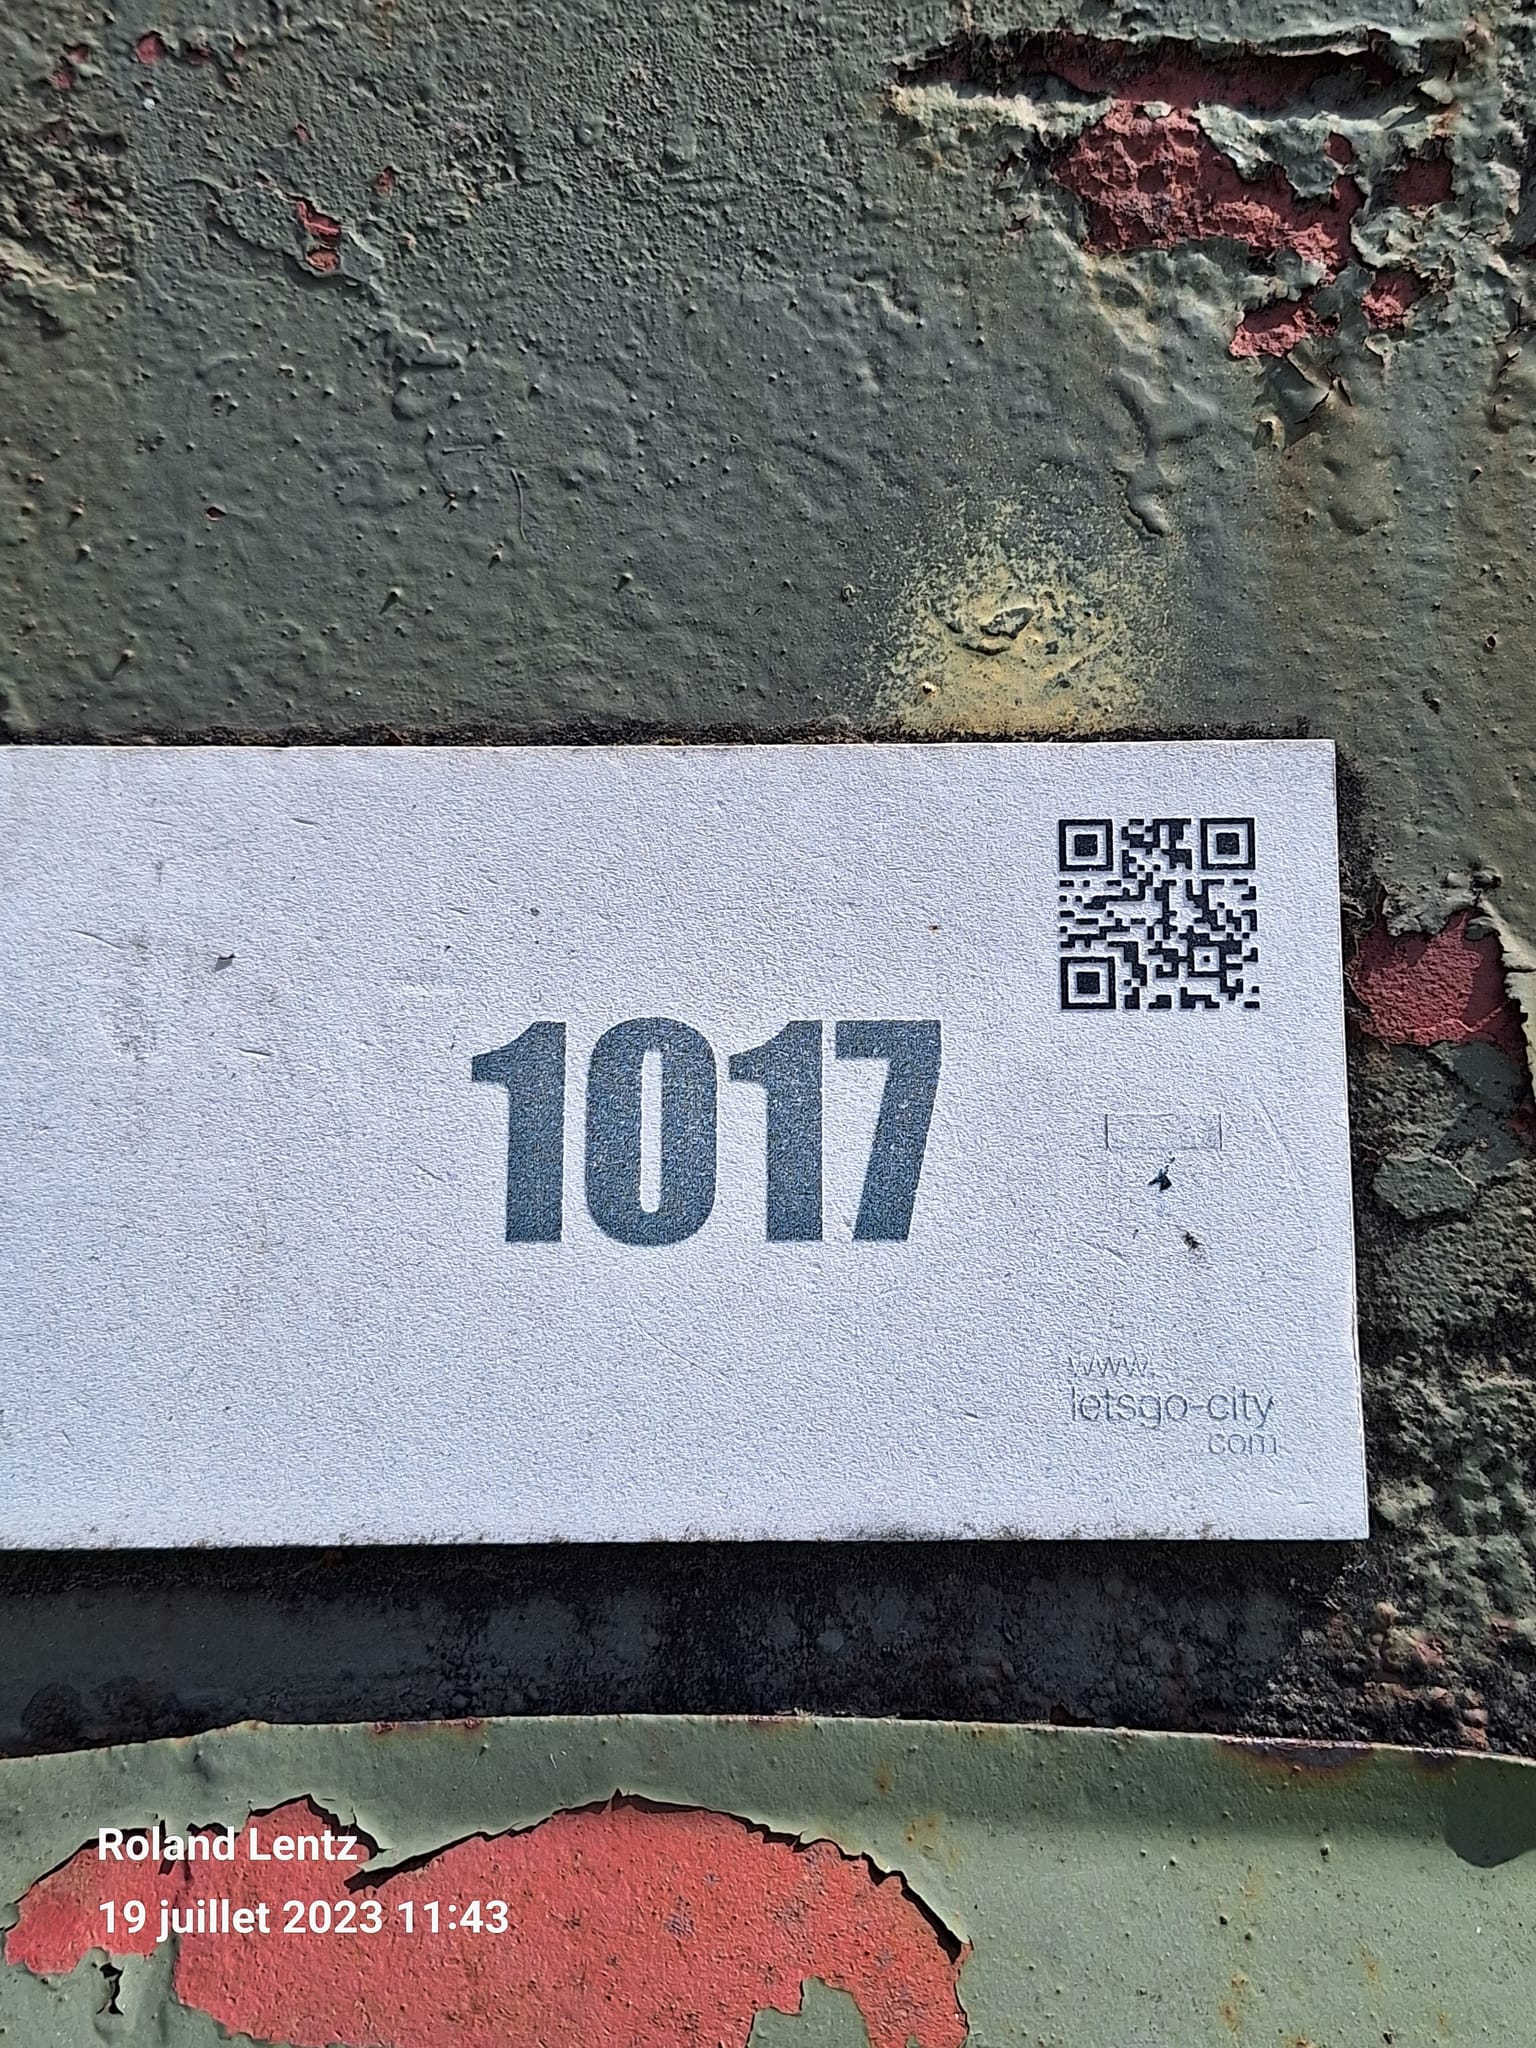 1017
www.
letsgo-city
.com
Roland Lentz
19 juillet 2023 11:43